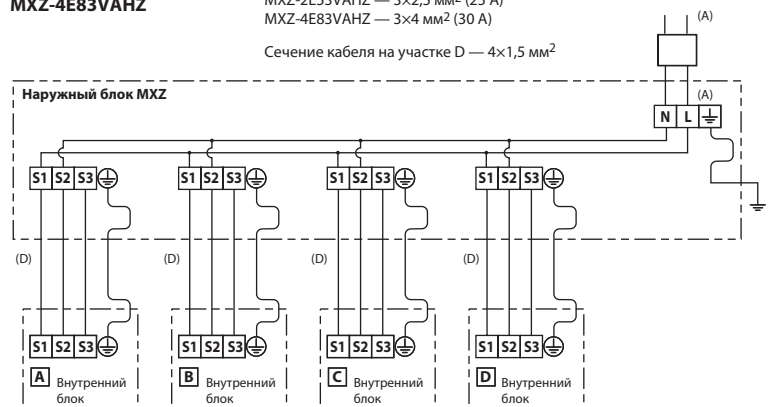 MXZ-4E83VAHZ
MXZ-2E53VAHZ — 3×2,5 мм² (25 А)
MXZ-4E83VAHZ — 3×4 мм² (30 А)
Сечение кабеля на участке D — 4×1,5 мм²
(A)
Наружный блок MXZ
(A)
N L
S1 S2 S3
S1 S2 S3
S1 S2 S3
S1 S2 S3
(D)
(D)
(D)
(D)
S1 S2 S3
S1 S2 S3
S1 S2 S3
S1 S2 S3
A Внутренний
блок
B Внутренний
блок
C Внутренний
блок
D Внутренний
блок